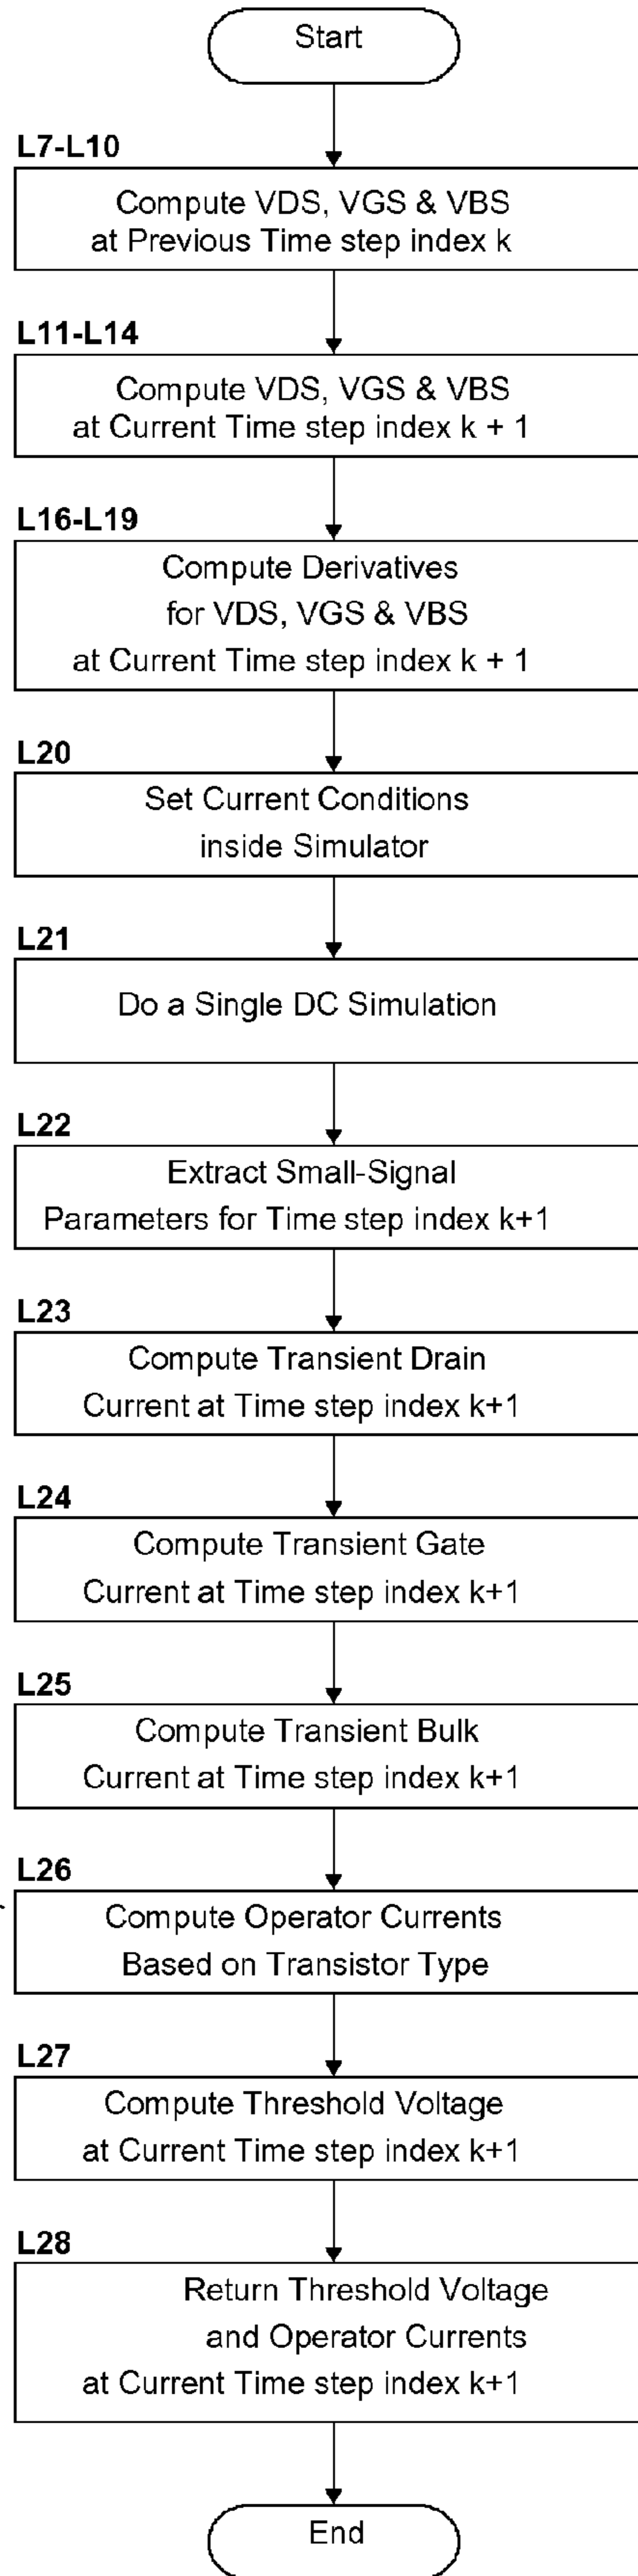 Start
L7-L10
Compute VDS, VGS & VBS
at Previous Time step index k
L11-L14
Compute VDS, VGS & VBS
at Current Time step index k + 1
L16-L19
Compute Derivatives
for VDS, VGS & VBS
at Current Time step index k + 1
L20
Set Current Conditions
inside Simulator
L21
Do a Single DC Simulation
L22
Extract Small-Signal
Parameters for Time step index k+1
L23
Compute Transient Drain
Current at Time step index k+1
L24
Compute Transient Gate
Current at Time step index k+1
L25
Compute Transient Bulk
Current at Time step index k+1
L26
Compute Operator Currents
Based on Transistor Type
L27
Compute Threshold Voltage
at Current Time step index k+1
L28
Return Threshold Voltage
and Operator Currents
at Current Time step index k+1
End